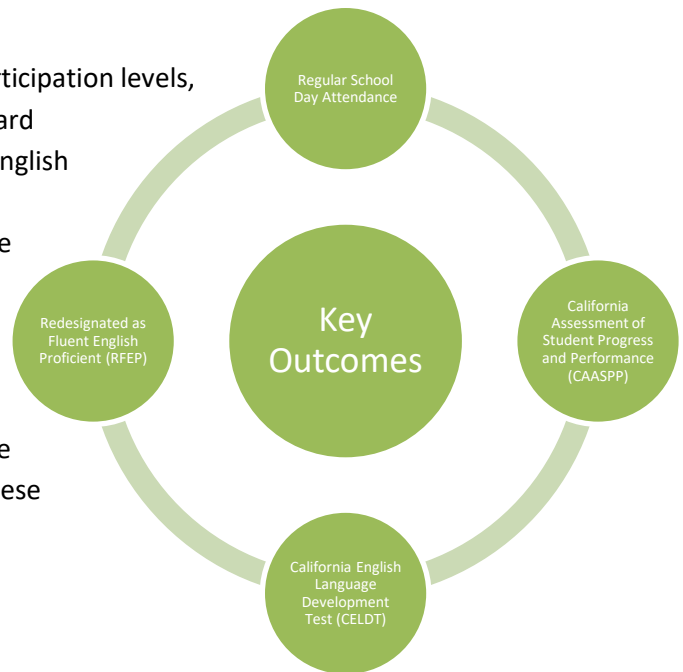 rticipation levels,
ard
nglish
e
e
ese
Regular School
Day Attendance
California
Assessment of
Student Progress
and Performance
(CAASPP)
California English
Language
Development
Test (CELDT)
Redesignated as
Fluent English
Proficient (RFEP)
Key
Outcomes